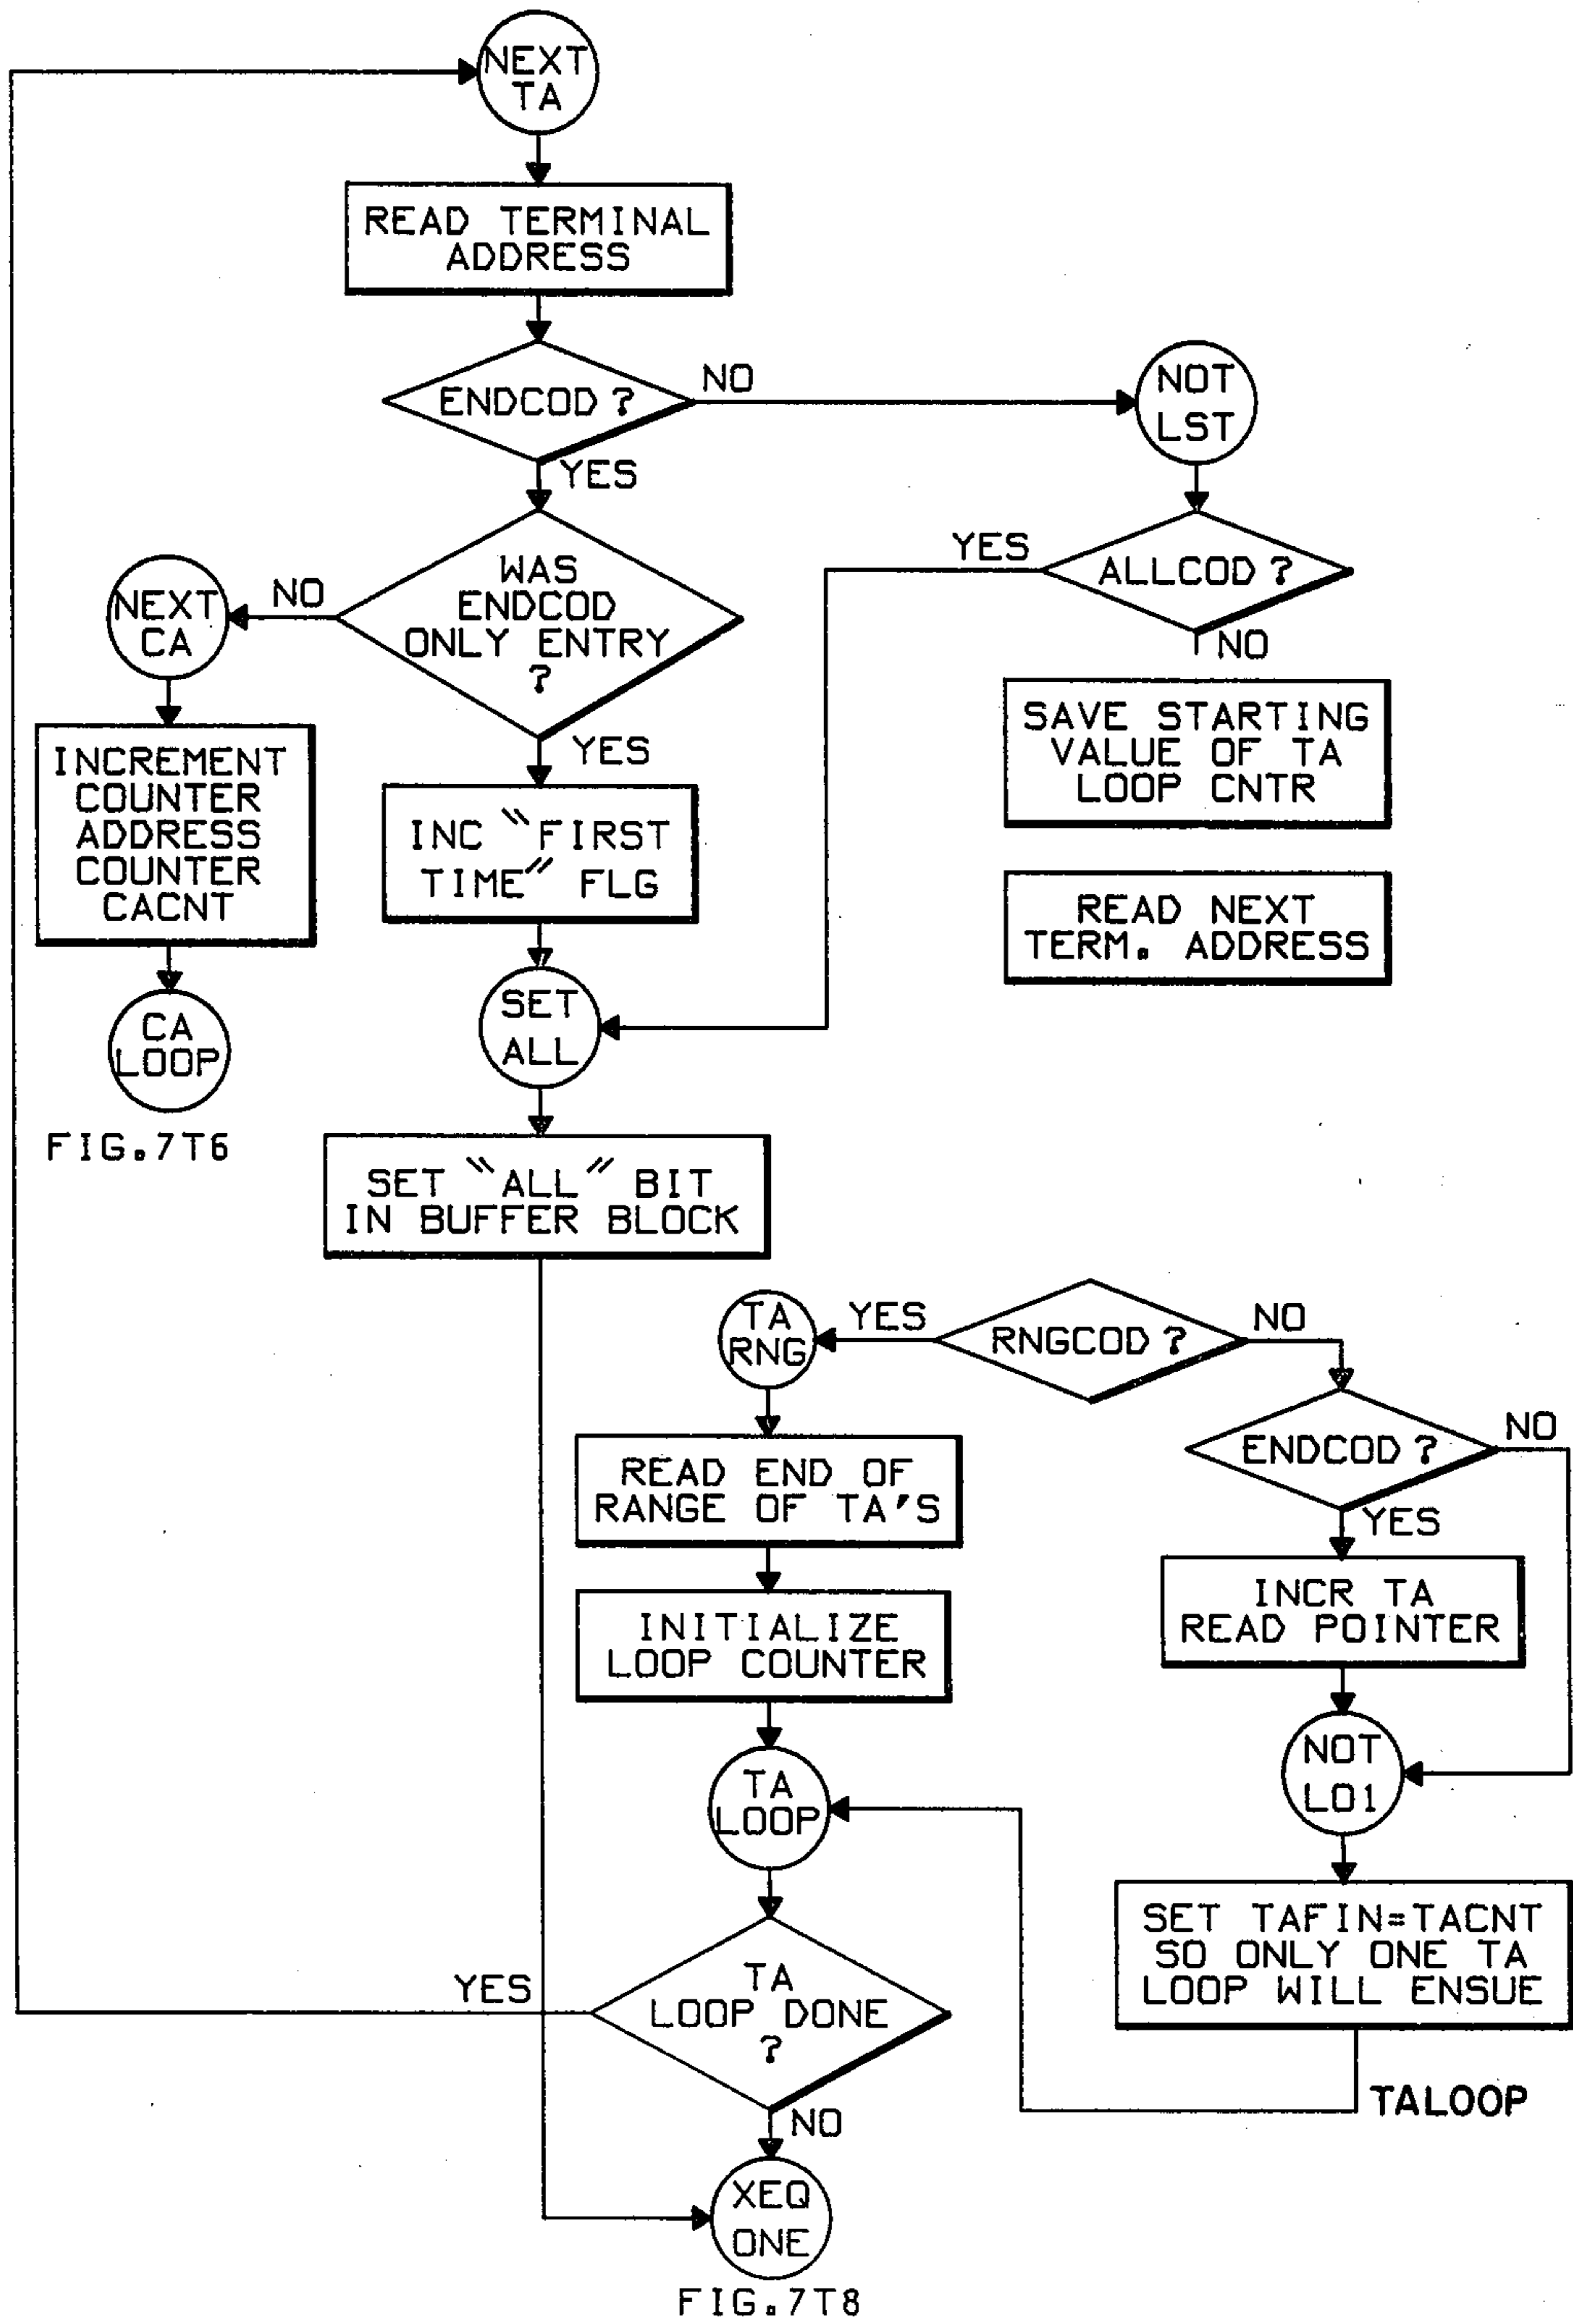 NEXT
TA
READ TERMINAL
ADDRESS
ENDCOD ?
NO
NOT
LST
YES
WAS
ENDCOD
ONLY ENTRY
?
NO
NEXT
CA
YES
ALLCOD ?
NO
INCREMENT
COUNTER
ADDRESS
COUNTER
CACNT
YES
INC "FIRST
TIME" FLG
SAVE STARTING
VALUE OF TA
LOOP CNTR
READ NEXT
TERM. ADDRESS
CA
LOOP
FIG.7T6
SET
ALL
SET "ALL" BIT
IN BUFFER BLOCK
TA
RNG
YES
RNGCOD ?
NO
READ END OF
RANGE OF TA'S
ENDCOD ?
NO
YES
INITIALIZE
LOOP COUNTER
INCR TA
READ POINTER
TA
LOOP
NOT
LO1
SET TAFIN=TACNT
SO ONLY ONE TA
LOOP WILL ENSUE
YES
TA
LOOP DONE
?
NO
TALOOP
XEQ
ONE
FIG.7T8